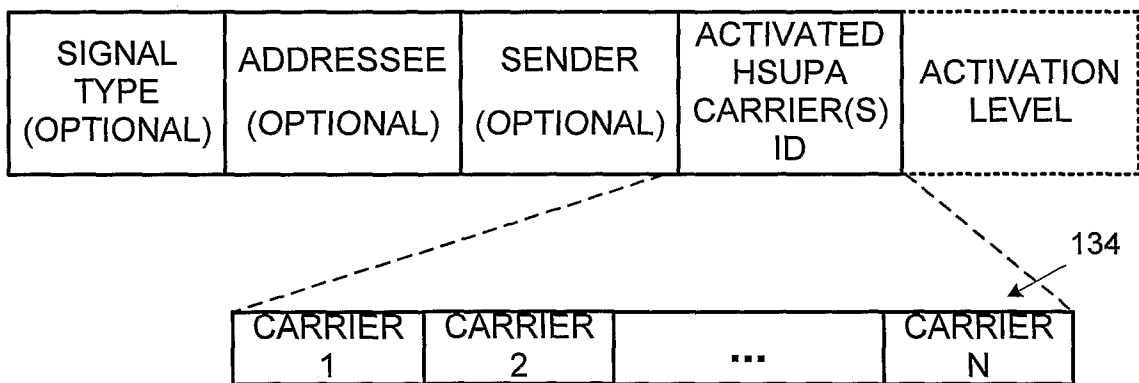 SIGNAL
TYPE
(OPTIONAL)
ADDRESSEE
(OPTIONAL)
SENDER
(OPTIONAL)
ACTIVATED
HSUPA
CARRIER(S)
ID
ACTIVATION
LEVEL
134
CARRIER
1
CARRIER
2
...
CARRIER
N